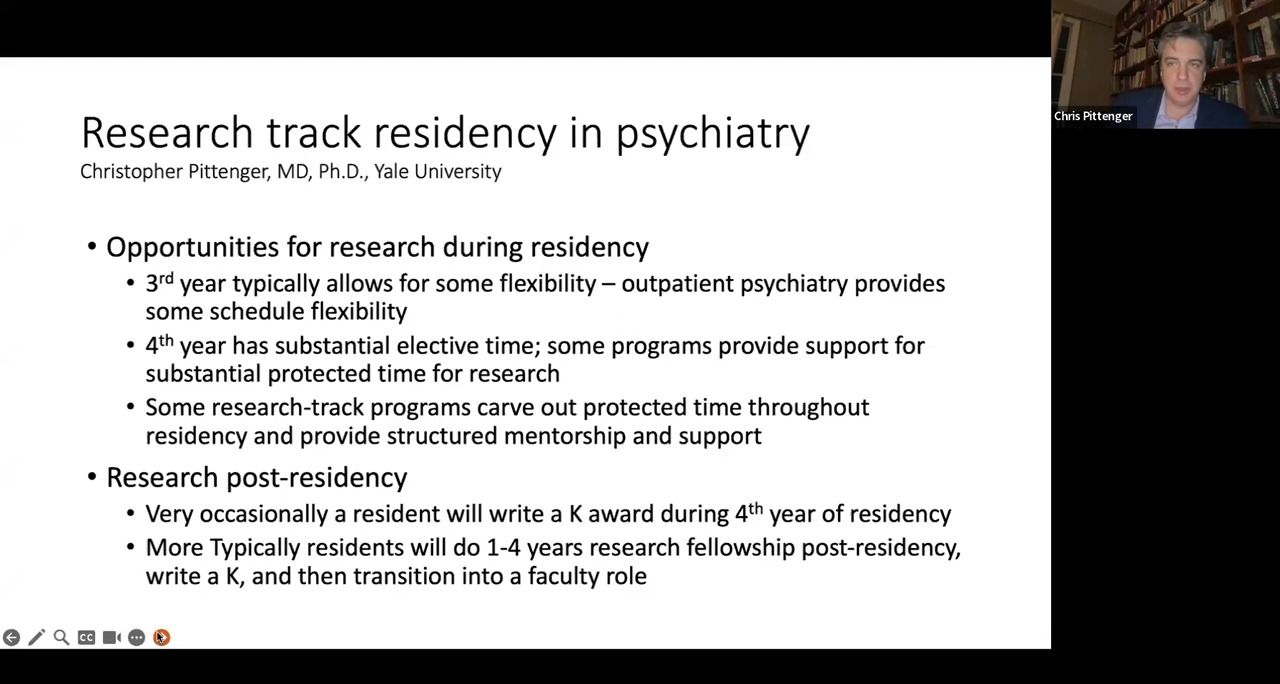 Research track residency in psychiatry
Christopher Pittenger, MD, Ph.D., Yale University
• Opportunities for research during residency
• 3rd year typically allows for some flexibility – outpatient psychiatry provides
some schedule flexibility
• 4th year has substantial elective time; some programs provide support for
substantial protected time for research
• Some research-track programs carve out protected time throughout
residency and provide structured mentorship and support
• Research post-residency
• Very occasionally a resident will write a K award during 4th year of residency
• More Typically residents will do 1-4 years research fellowship post-residency,
write a K, and then transition into a faculty role
CC
Chris Pittenger